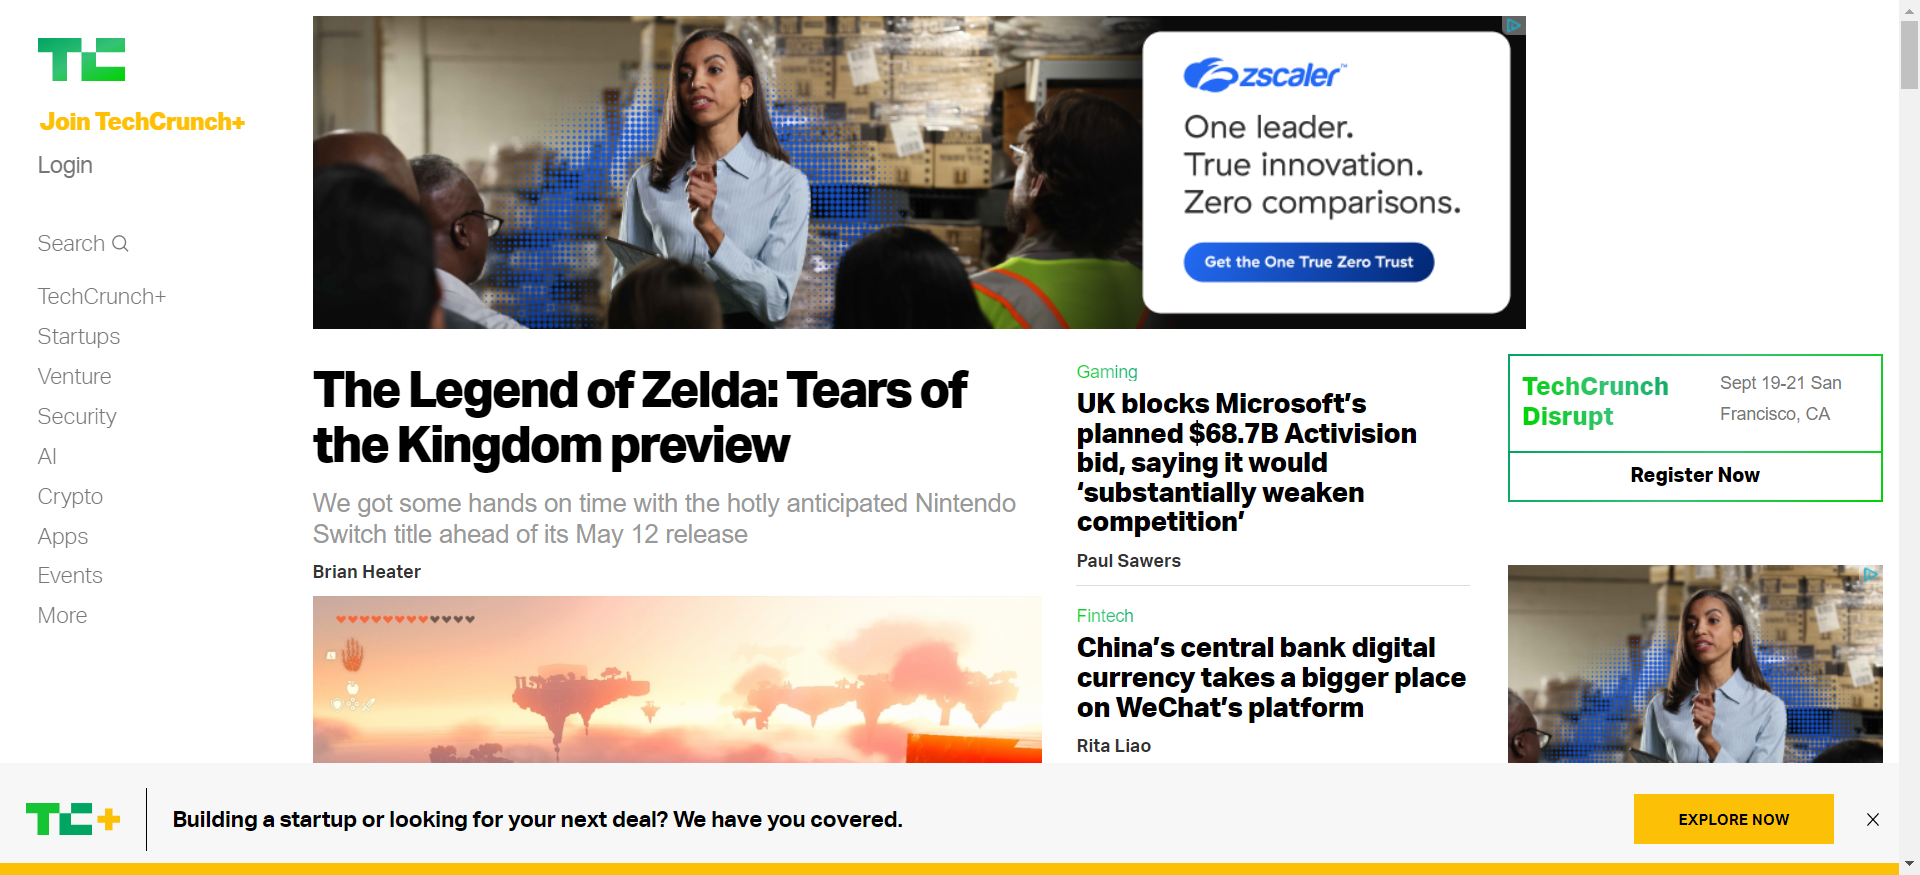 TC
Join TechCrunch+
Login
Search
TechCrunch+
Startups
Venture
Security
AI
Crypto
Apps
Events
More
zscaler™
One leader.
True innovation.
Zero comparisons.
Get the One True Zero Trust
The Legend of Zelda: Tears of
the Kingdom preview
We got some hands on time with the hotly anticipated Nintendo
Switch title ahead of its May 12 release
Brian Heater
L
Gaming
UK blocks Microsoft’s
planned $68.7B Activision
bid, saying it would
‘substantially weaken
competition’
Paul Sawers
Fintech
China’s central bank digital
currency takes a bigger place
on WeChat’s platform
Rita Liao
TechCrunch
Disrupt
Sept 19-21 San
Francisco, CA
Register Now
TC+
Building a startup or looking for your next deal? We have you covered.
EXPLORE NOW